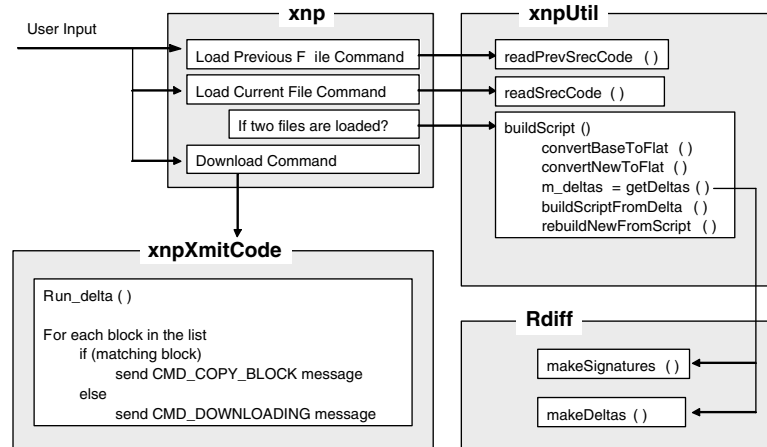 xnp
xnpUtil
User Input
Load Previous F ile Command
readPrevSrecCode ( )
Load Current File Command
readSrecCode ( )
If two files are loaded?
buildScript ()
convertBaseToFlat ( )
convertNewToFlat ( )
m_deltas = getDeltas( )
buildScriptFromDelta ( )
rebuildNewFromScript ( )
Download Command
xnpXmitCode
Run_delta ( )
For each block in the list
if (matching block)
send CMD_COPY_BLOCK message
else
send CMD_DOWNLOADING message
Rdiff
makeSignatures ( )
makeDeltas ( )